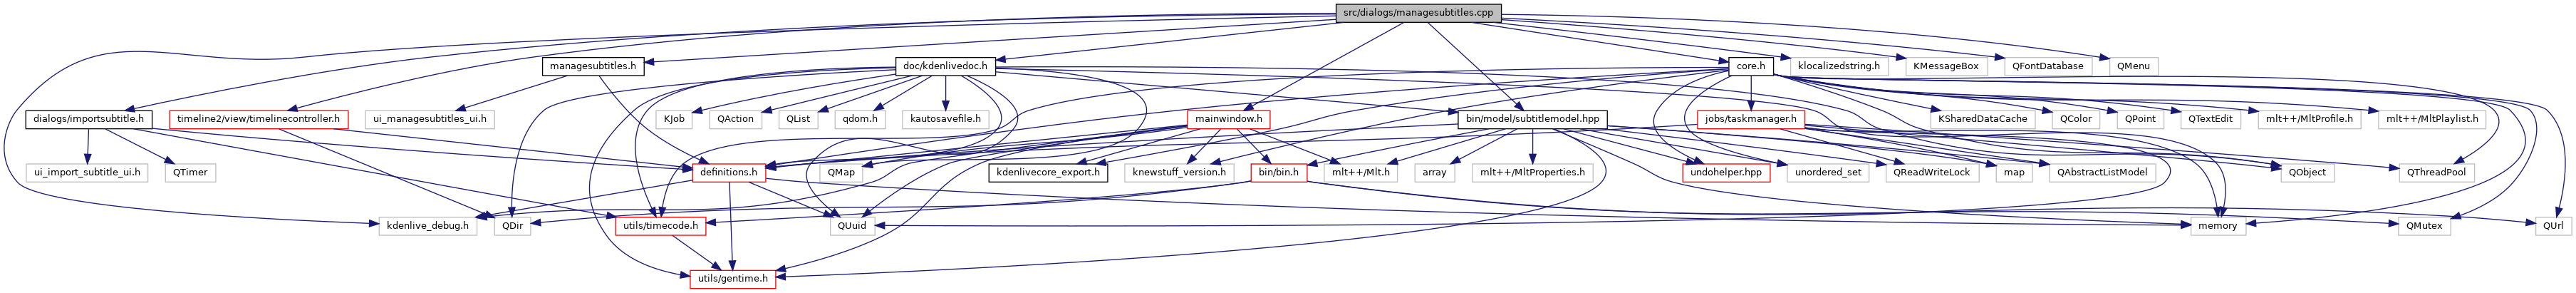 src/dialogs/managesubtitles.cpp
managesubtitles.h
doc/kdenlivedoc.h
core.h
klocalizedstring.h
KMessageBox
QFontDatabase
QMenu
dialogs/importsubtitle.h
timeline2/view/timelinecontroller.h
ui_managesubtitles_ui.h
KJob
QAction
QList
qdom.h
kautosavefile.h
mainwindow.h
bin/model/subtitlemodel.hpp
jobs/taskmanager.h
KSharedDataCache
QColor
QPoint
QTextEdit
mlt++/MltProfile.h
mlt++/MltPlaylist.h
ui_import_subtitle_ui.h
QTimer
definitions.h
QMap
kdenlivecore_export.h
knewstuff_version.h
bin/bin.h
mlt++/Mlt.h
array
mlt++/MltProperties.h
undohelper.hpp
unordered_set
QReadWriteLock
map
QAbstractListModel
QObject
QThreadPool
kdenlive_debug.h
QDir
utils/timecode.h
QUuid
memory
QMutex
QUrl
utils/gentime.h